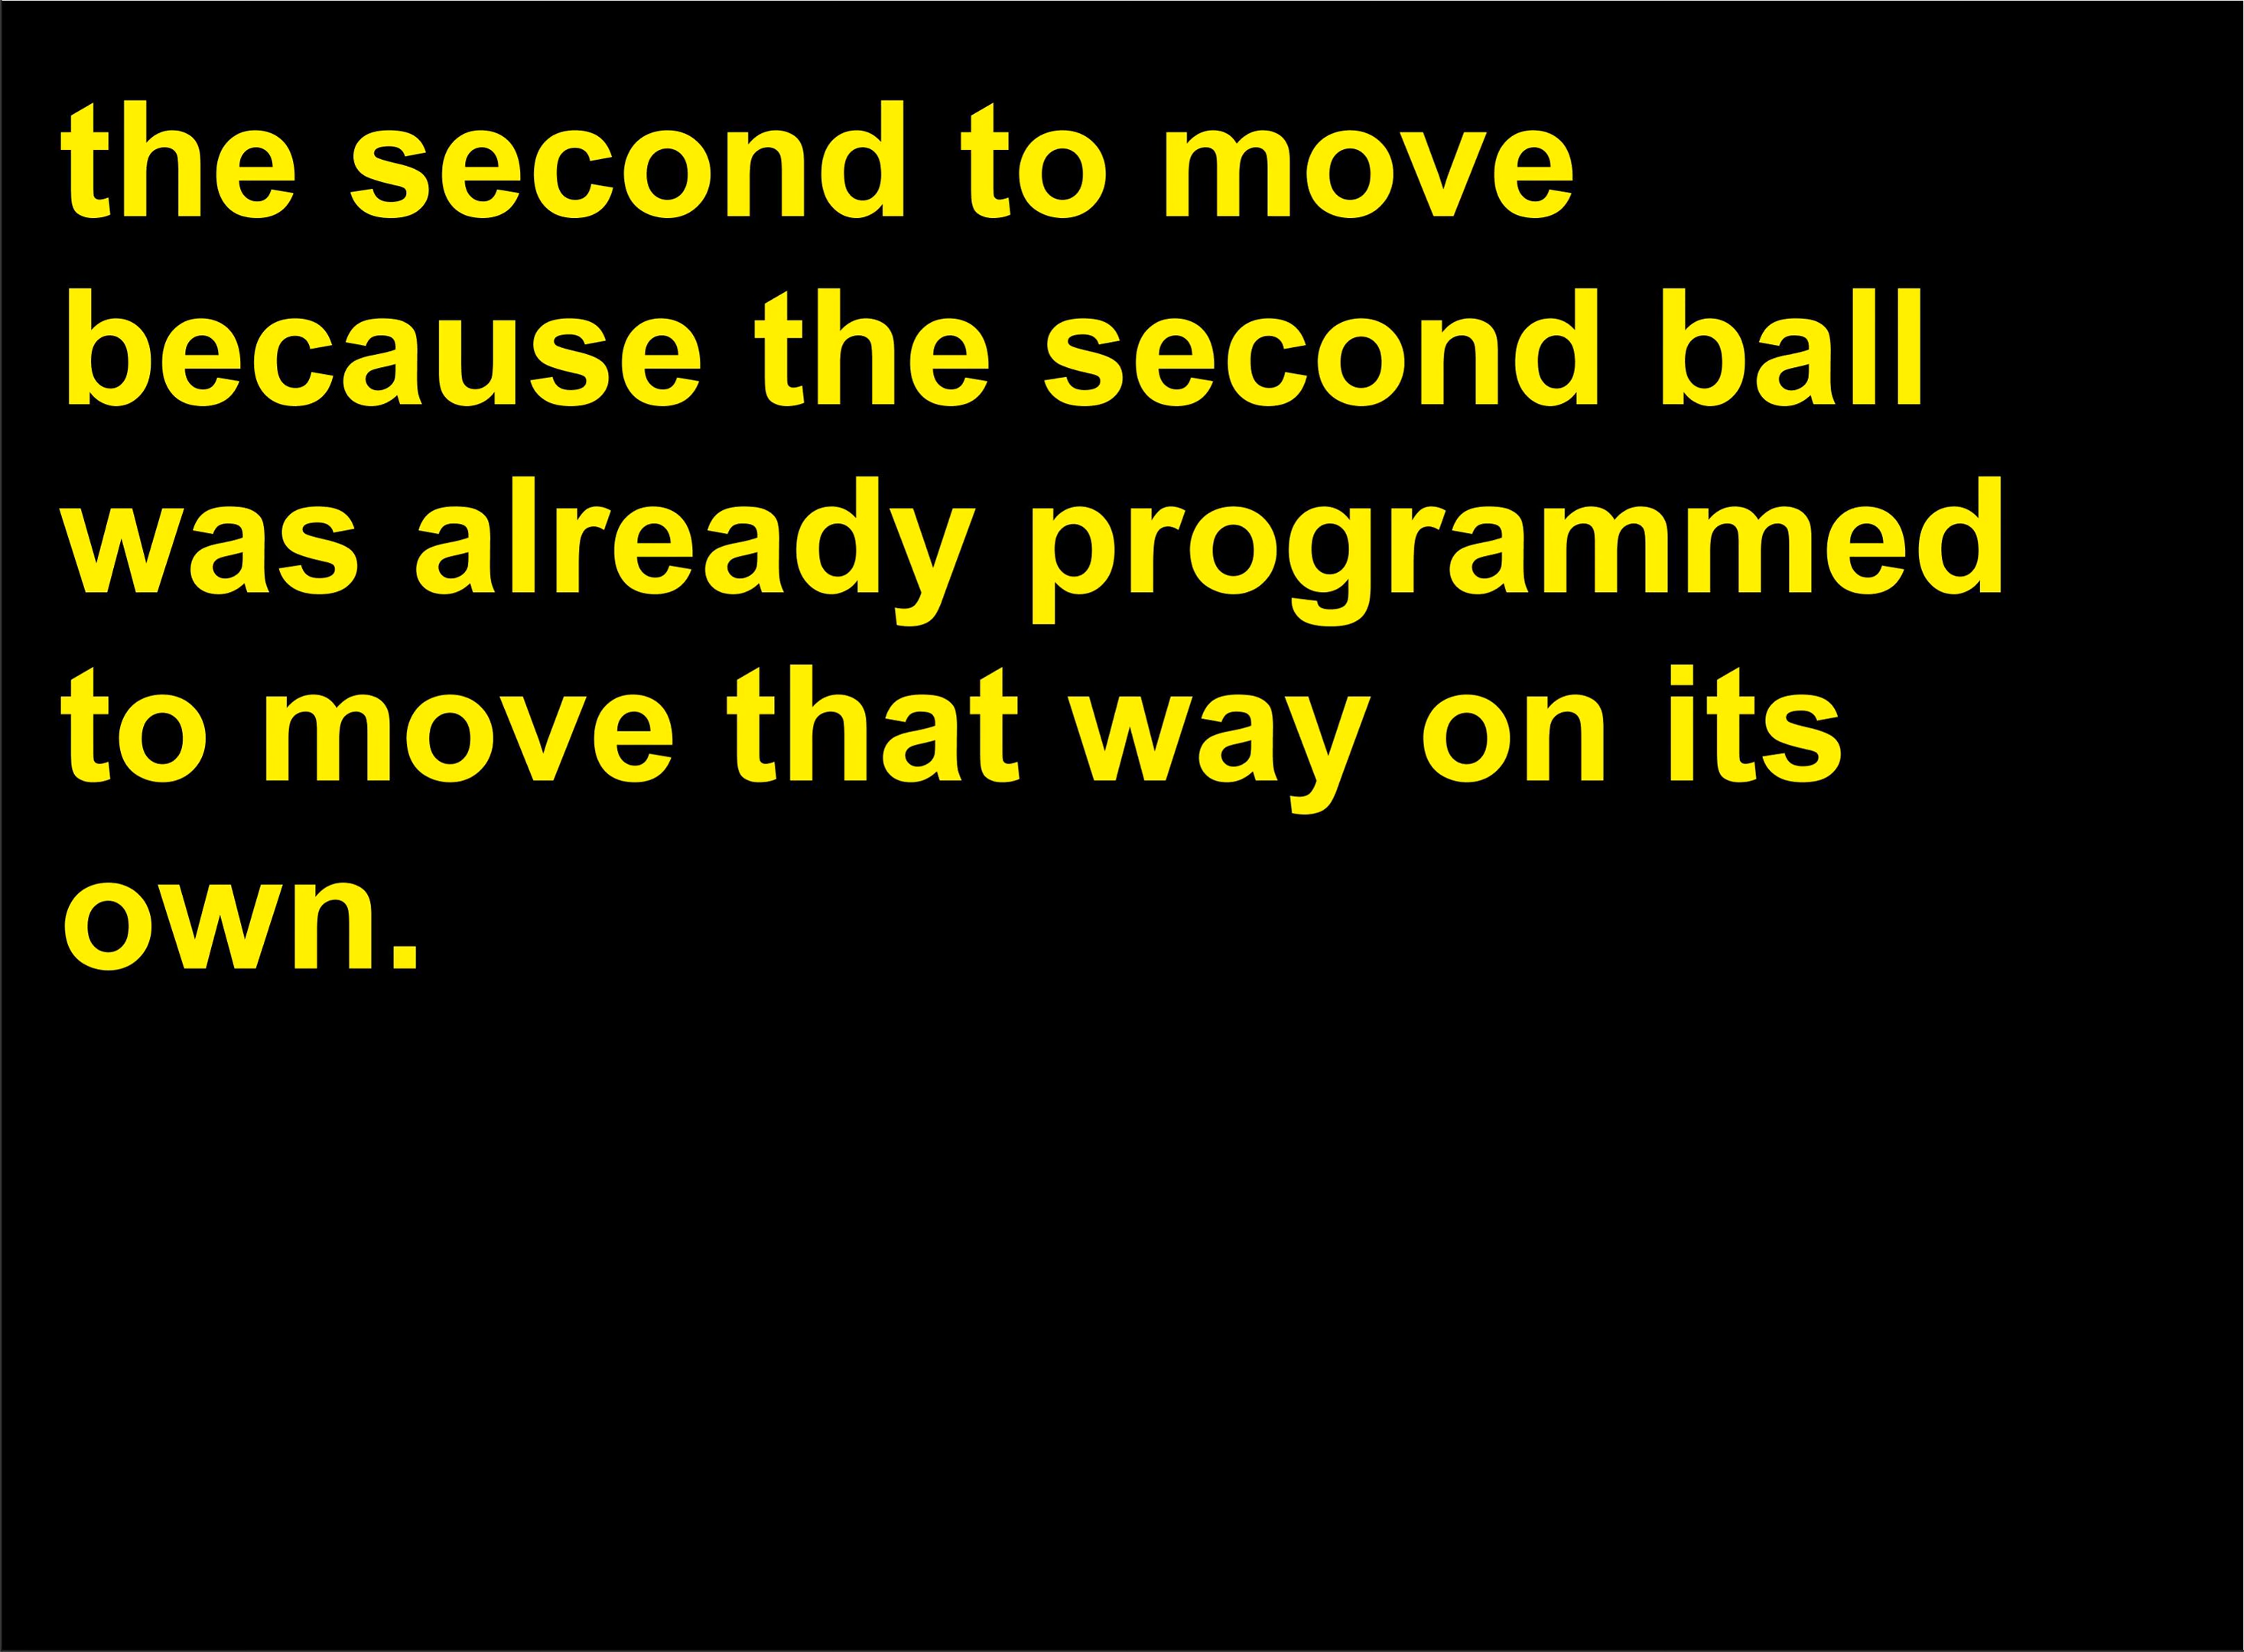 the second to move
because the second ball
was already programmed
to move that way on its
own.